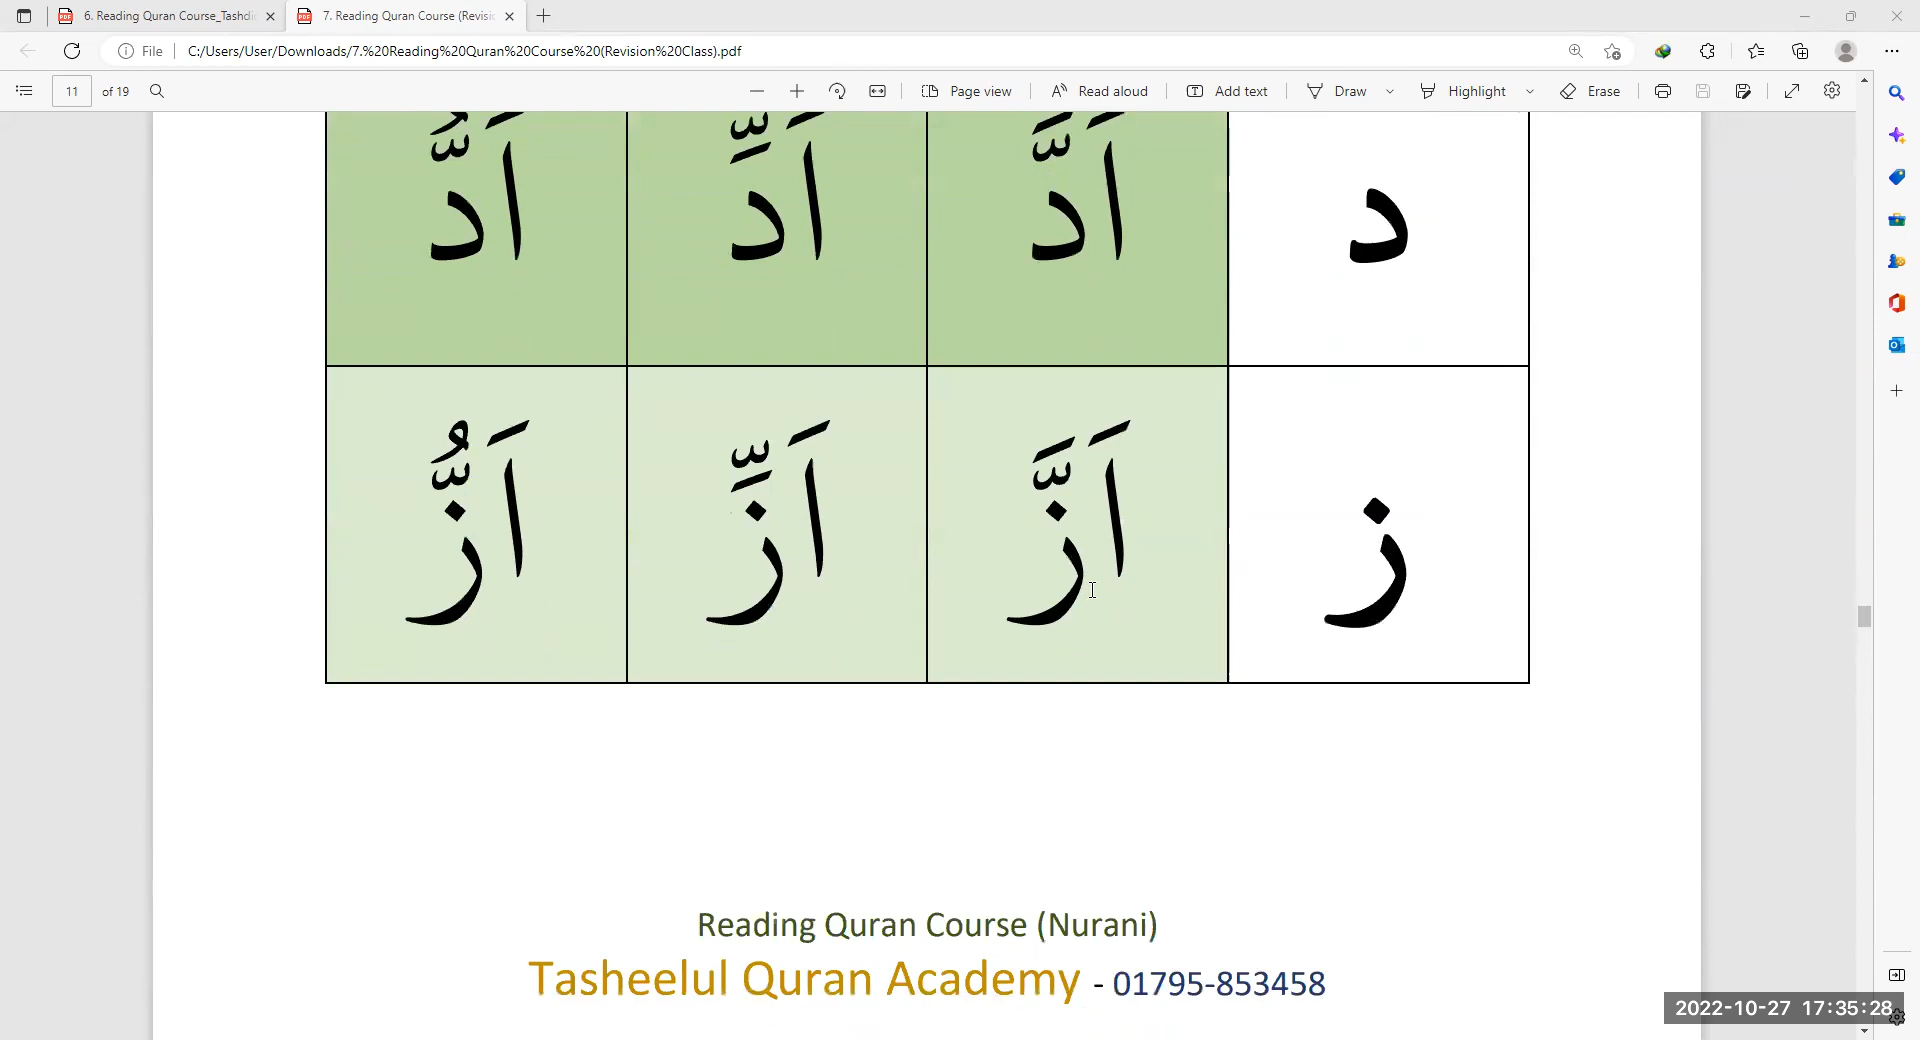 6. Reading Quran Course_Tashdi
7. Reading Quran Course (Revisi
File
C:/Users/User/Downloads/7.%20Reading%20Quran%20Course%20(Revision%20Class).pdf
11 of 19
Page view
Read aloud
Add text
Draw
Highlight
Erase
د اَدَّ اَدِّ اَدُّ
ز اَزَّ اَزِّ اَزُّ
Reading Quran Course (Nurani)
Tasheelul Quran Academy - 01795-853458
2022-10-27 17:35:28